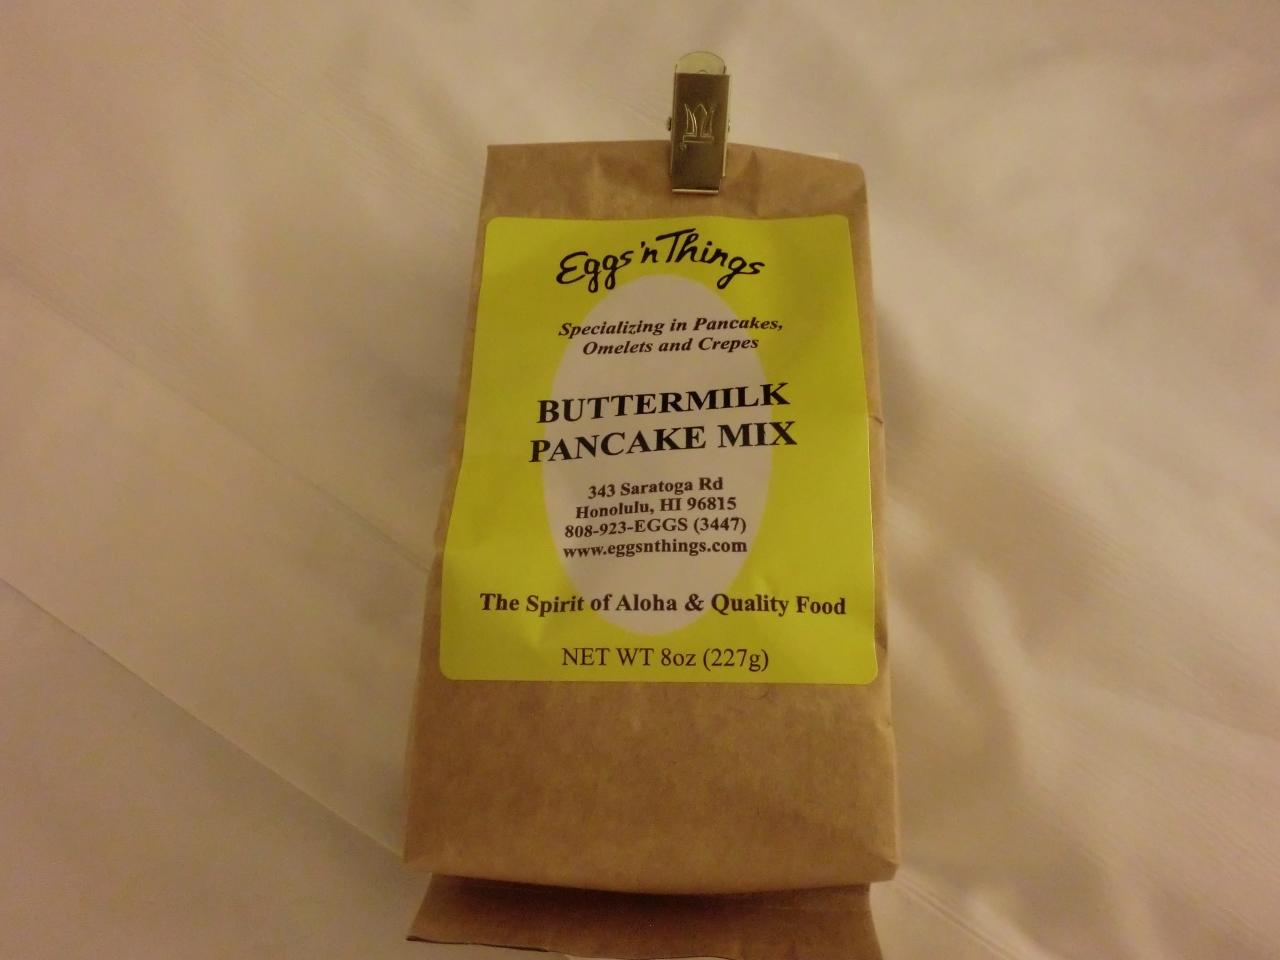 Eggs 'n Things
Specializing in Pancakes,
Omelets and Crepes
BUTTERMILK
PANCAKE MIX
343 Saratoga Rd
Honolulu, HI 96815
808-923-EGGS (3447)
www.eggsnthings.com
The Spirit of Aloha & Quality Food
NET WT 8oz (227g)